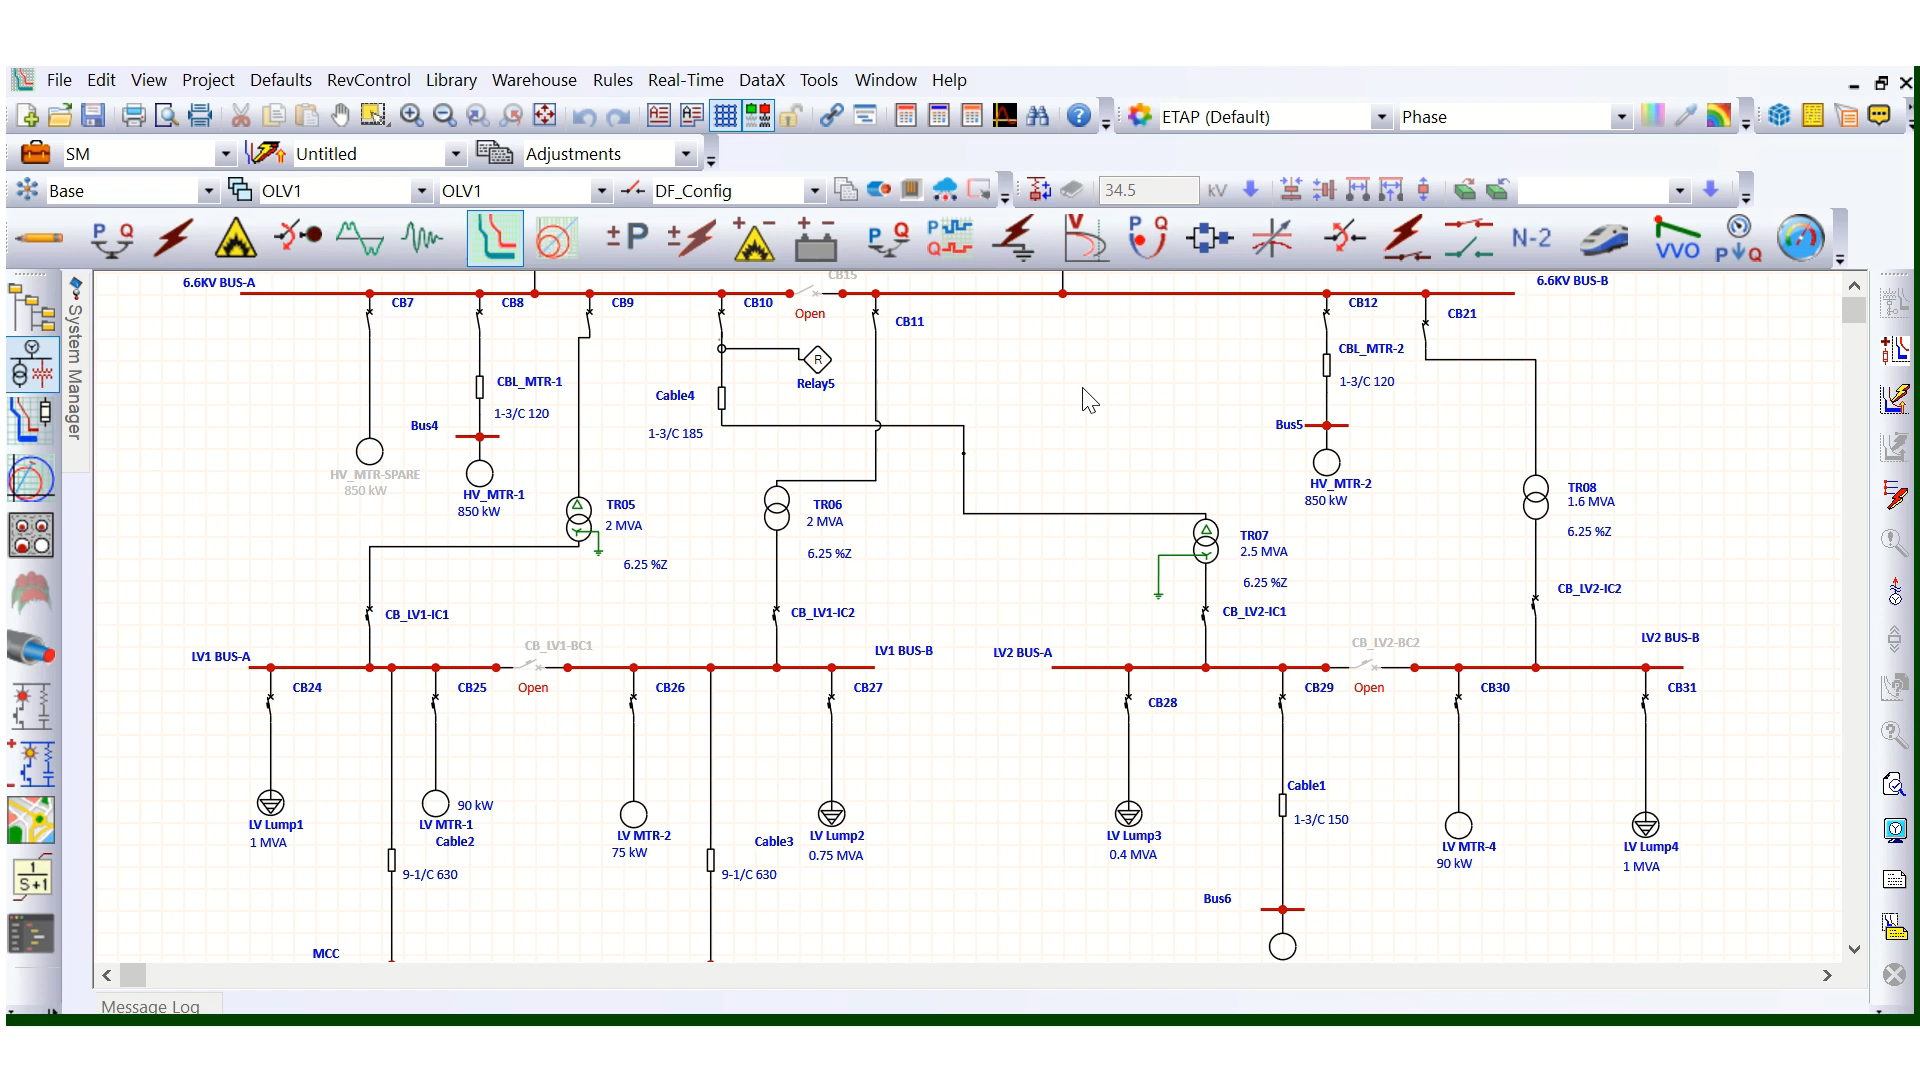 File Edit View Project Defaults RevControl Library Warehouse Rules Real-Time DataX Tools Window Help
ETAP (Default) Phase
SM Untitled Adjustments
Base OLV1 OLV1 DF_Config 34.5 kV
P Q ± P P Q P Q V P Q N-2 VVO P Q
System Manager
CB15
6.6KV BUS-A 6.6KV BUS-B
CB7 CB8 CB9 CB10 CB12
Open CB11 CB21
CBL_MTR-2
R
Relay5
CBL_MTR-1 1-3/C 120
Cable4
1-3/C 120
Bus4 1-3/C 185 Bus5
HV_MTR-SPARE
850 kW
HV_MTR-1
850 kW
HV_MTR-2
850 kW
TR05
2 MVA
6.25 %Z
TR06
2 MVA
6.25 %Z
TR07
2.5 MVA
6.25 %Z
TR08
1.6 MVA
6.25 %Z
CB_LV1-IC1 CB_LV1-IC2 CB_LV2-IC1 CB_LV2-IC2
CB_LV1-BC1 CB_LV2-BC2
LV1 BUS-A LV1 BUS-B LV2 BUS-A LV2 BUS-B
CB24 CB25 Open CB26 CB27 CB28 CB29 Open CB30 CB31
Cable1
1-3/C 150
LV Lump1
1 MVA
90 kW
LV MTR-1
Cable2
9-1/C 630
LV MTR-2
75 kW
Cable3
9-1/C 630
LV Lump2
0.75 MVA
LV Lump3
0.4 MVA
LV MTR-4
90 kW
LV Lump4
1 MVA
1
S+1
Bus6
MCC
Message Log